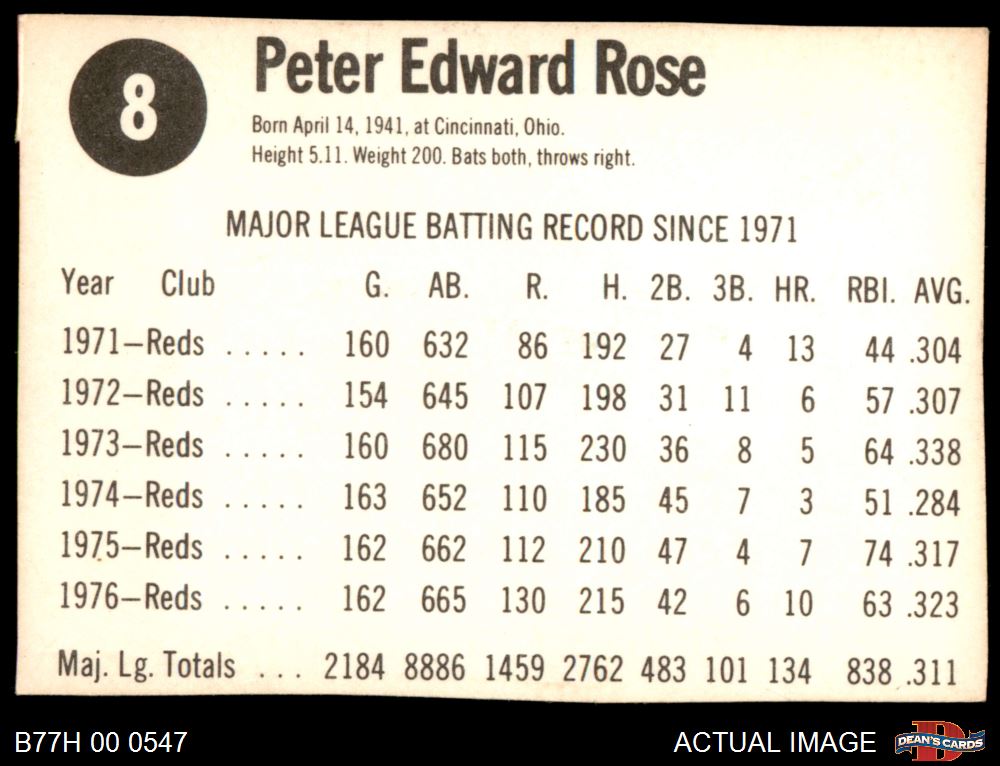 8
Peter Edward Rose
Born April 14, 1941, at Cincinnati, Ohio.
Height 5.11. Weight 200. Bats both, throws right.
MAJOR LEAGUE BATTING RECORD SINCE 1971
Year Club G. AB. R. H. 2B. 3B. HR. RBI. AVG.
1971—Reds ..... 160 632 86 192 27 4 13 44 .304
1972—Reds ..... 154 645 107 198 31 11 6 57 .307
1973—Reds ..... 160 680 115 230 36 8 5 64 .338
1974—Reds ..... 163 652 110 185 45 7 3 51 .284
1975—Reds ..... 162 662 112 210 47 4 7 74 .317
1976—Reds ..... 162 665 130 215 42 6 10 63 .323
Maj. Lg. Totals ... 2184 8886 1459 2762 483 101 134 838 .311
B77H 00 0547
ACTUAL IMAGE
D
DEAN'S CARDS